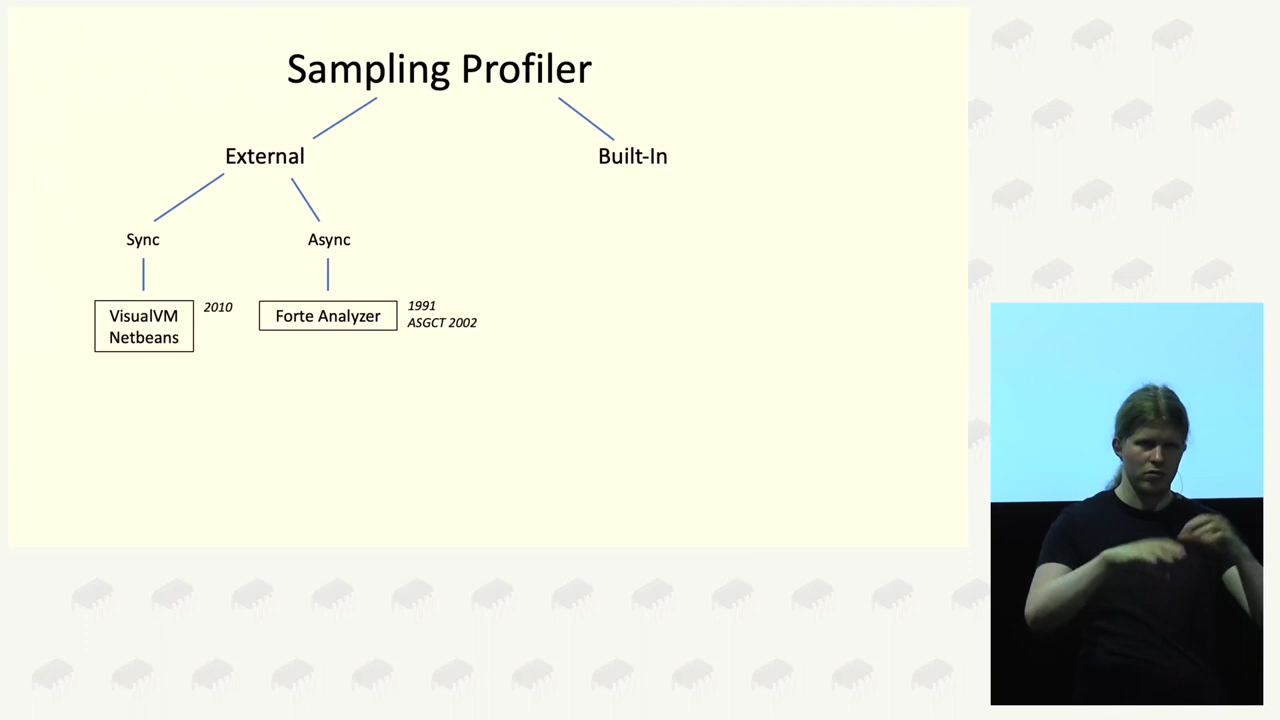 Sampling Profiler
External
Built-In
Sync
Async
VisualVM
Netbeans
2010
Forte Analyzer
1991
ASGCT 2002